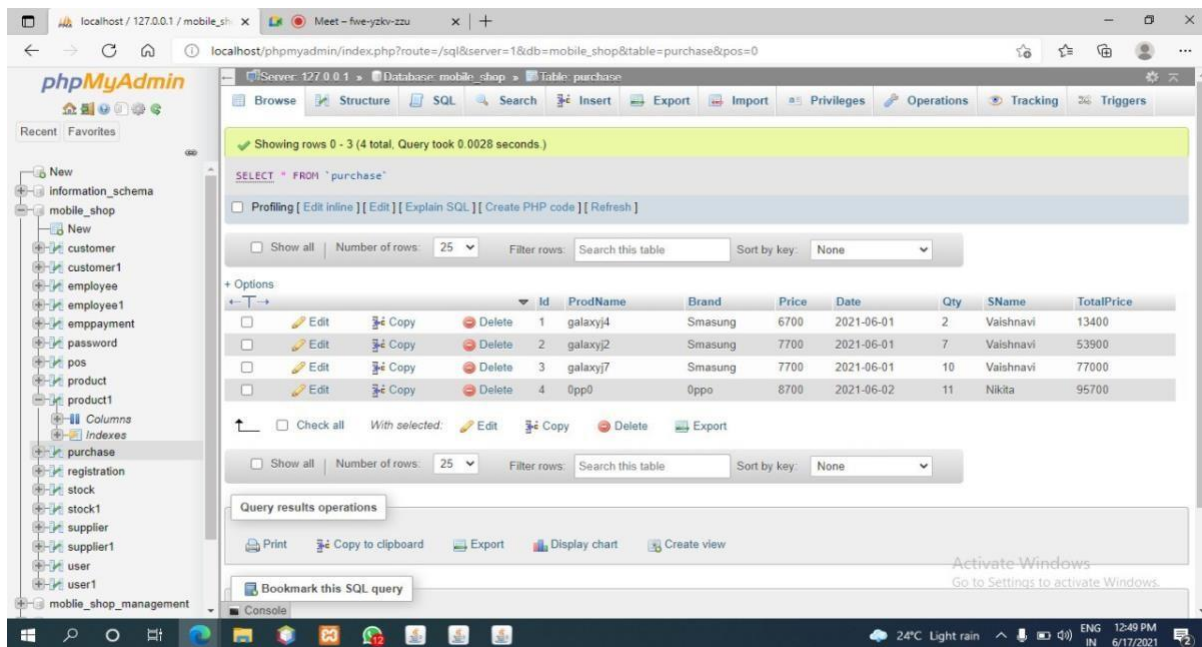 localhost / 127.0.0.1 / mobile_sh
Meet – fwe-yzkv-zzu
localhost/phpmyadmin/index.php?route=/sql&server=1&db=mobile_shop&table=purchase&pos=0
phpMyAdmin
Recent Favorites
New
information_schema
mobile_shop
New
customer
customer1
employee
employee1
emppayment
password
pos
product
product1
Columns
Indexes
purchase
registration
stock
stock1
supplier
supplier1
user
user1
moblie_shop_management
Server: 127.0.0.1 » Database: mobile_shop » Table: purchase
Browse Structure SQL Search Insert Export Import Privileges Operations Tracking Triggers
Showing rows 0 - 3 (4 total, Query took 0.0028 seconds.)
SELECT * FROM `purchase`
Profiling [ Edit inline ] [ Edit ] [ Explain SQL ] [ Create PHP code ] [ Refresh ]
Show all | Number of rows: 25 Filter rows: Search this table Sort by key: None
+ Options
Id ProdName Brand Price Date Qty SName TotalPrice
Edit Copy Delete 1 galaxyj4 Smasung 6700 2021-06-01 2 Vaishnavi 13400
Edit Copy Delete 2 galaxyj2 Smasung 7700 2021-06-01 7 Vaishnavi 53900
Edit Copy Delete 3 galaxyj7 Smasung 7700 2021-06-01 10 Vaishnavi 77000
Edit Copy Delete 4 0pp0 0ppo 8700 2021-06-02 11 Nikita 95700
Check all With selected: Edit Copy Delete Export
Show all | Number of rows: 25 Filter rows: Search this table Sort by key: None
Query results operations
Print Copy to clipboard Export Display chart Create view
Activate Windows
Go to Settings to activate Windows.
Bookmark this SQL query
Console
24°C Light rain ENG 12:49 PM
IN 6/17/2021